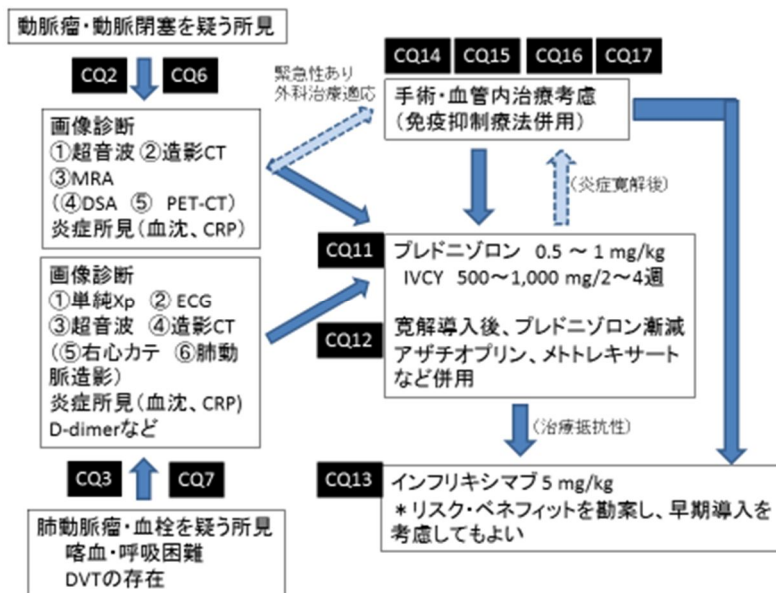 動脈瘤・動脈閉塞を疑う所見
CQ2
CQ6
画像診断
①超音波 ②造影CT
③MRA
(④DSA ⑤ PET-CT)
炎症所見(血沈、CRP)
画像診断
①単純Xp ② ECG
③超音波 ④造影CT
(⑤右心カテ ⑥肺動
脈造影)
炎症所見(血沈、CRP)
D-dimerなど
CQ3
CQ7
肺動脈瘤・血栓を疑う所見
喀血・呼吸困難
DVTの存在
緊急性あり
外科治療適応
CQ14
CQ15
CQ16
CQ17
手術・血管内治療考慮
(免疫抑制療法併用)
(炎症寛解後)
CQ11
プレドニゾロン 0.5 ~ 1 mg/kg
IVCY 500~1,000 mg/2~4週
CQ12
寛解導入後、プレドニゾロン漸減
アザチオプリン、メトトレキサート
など併用
(治療抵抗性)
CQ13
インフリキシマブ 5 mg/kg
*リスク・ベネフィットを勘案し、早期導入を
考慮してもよい